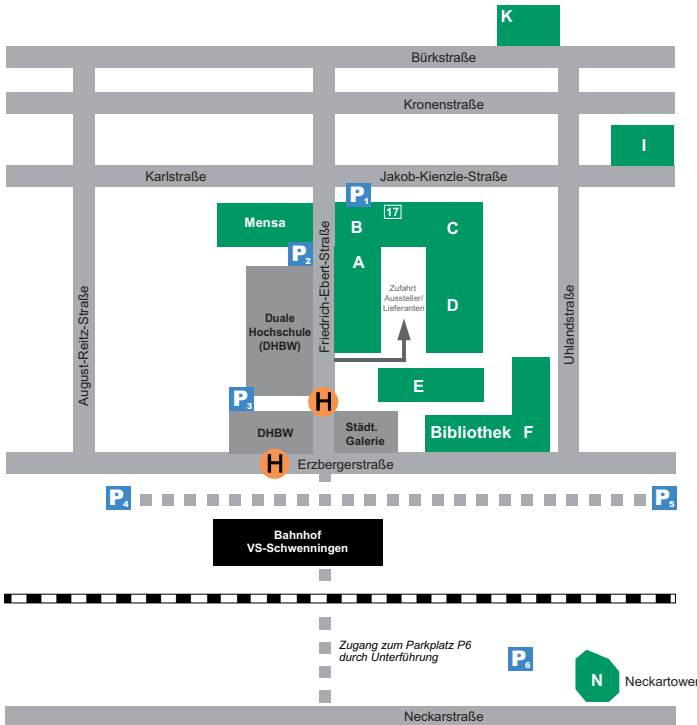 K
Bürkstraße
Kronenstraße
I
Karlstraße
Jakob-Kienzle-Straße
P1
17
Mensa
B
C
P2
A
Zufahrt
Aussteller/
Lieferanten
D
Duale
Hochschule
(DHBW)
Friedrich-Ebert-Straße
August-Reitz-Straße
Uhlandstraße
E
P3
H
DHBW
Städt.
Galerie
Bibliothek F
H
Erzbergerstraße
P4
P5
Bahnhof
VS-Schwenningen
Zugang zum Parkplatz P6
durch Unterführung
P6
N
Neckartower
Neckarstraße